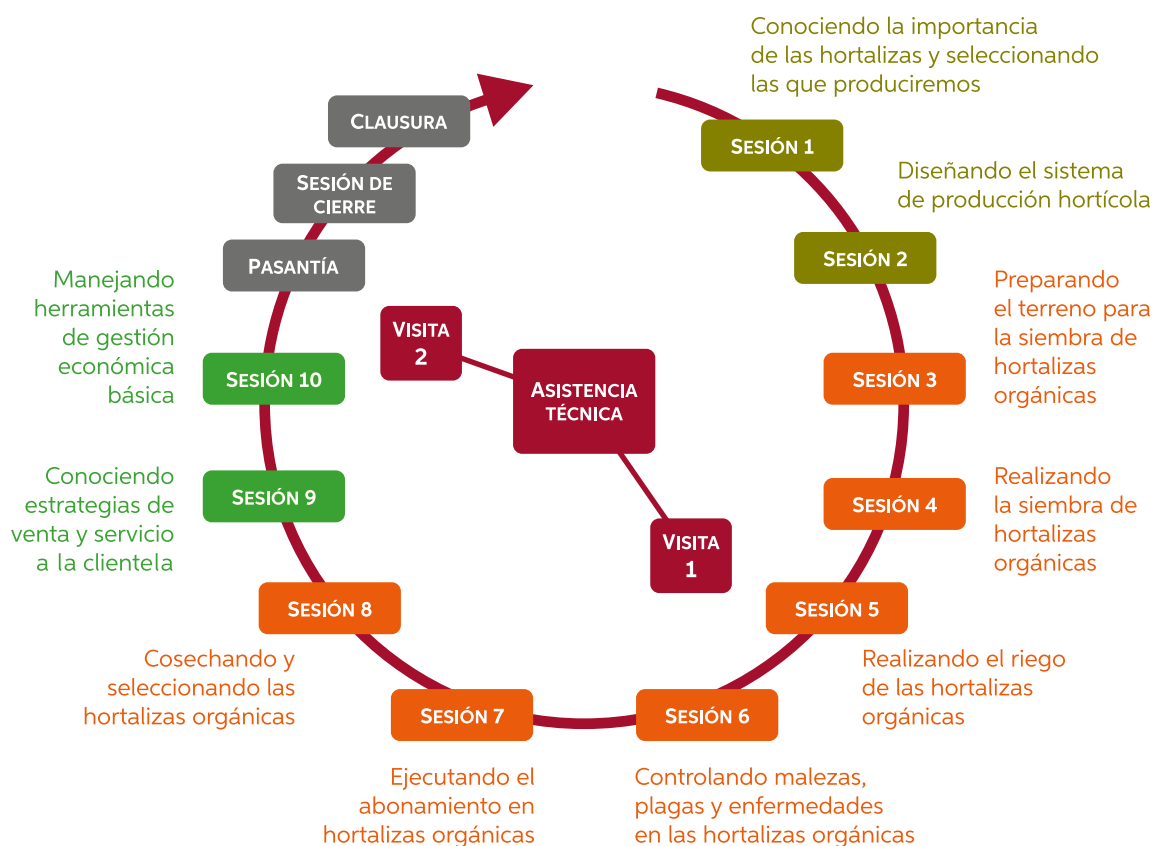 Conociendo la importancia
de las hortalizas y seleccionando
las que produciremos
SESIÓN 1
Diseñando el sistema
de producción hortícola
SESIÓN 2
Preparando
el terreno para
la siembra de
hortalizas
orgánicas
SESIÓN 3
Realizando
la siembra de
hortalizas
orgánicas
SESIÓN 4
SESIÓN 5
Realizando el riego
de las hortalizas
orgánicas
SESIÓN 6
Controlando malezas,
plagas y enfermedades
en las hortalizas orgánicas
SESIÓN 7
Ejecutando el
abonamiento en
hortalizas orgánicas
SESIÓN 8
Cosechando y
seleccionando las
hortalizas orgánicas
Conociendo
estrategias de
venta y servicio
a la clientela
SESIÓN 9
Manejando
herramientas
de gestión
económica
básica
SESIÓN 10
PASANTÍA
SESIÓN DE
CIERRE
CLAUSURA
ASISTENCIA
TÉCNICA
VISITA
1
VISITA
2